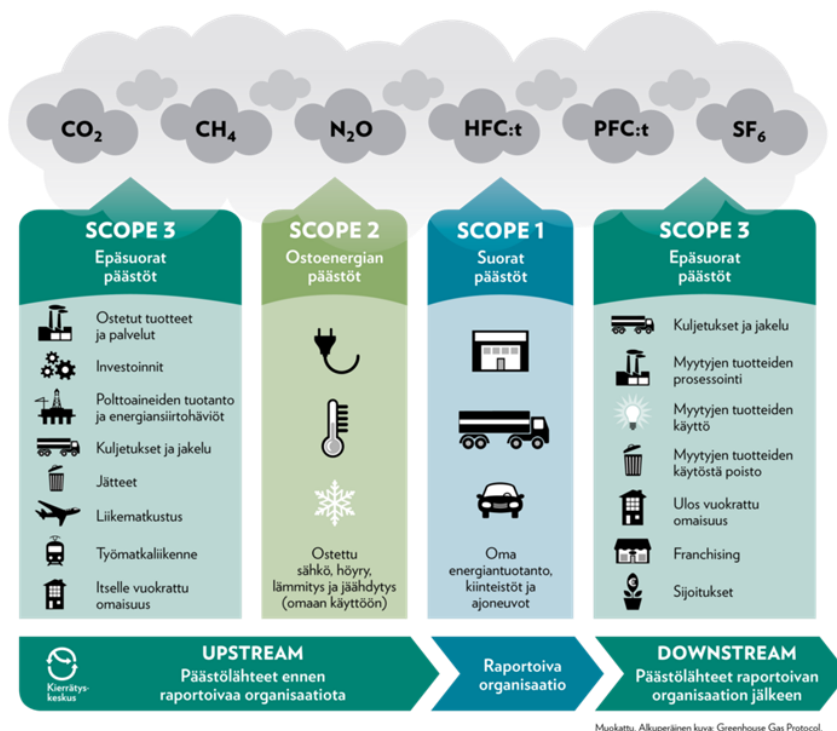 CO₂
CH₄
N₂O
HFC:t
PFC:t
SF₆
SCOPE 3
Epäsuorat
päästöt
Ostetut tuotteet
ja palvelut
Investoinnit
Polttoaineiden tuotanto
ja energiansiirtohäviöt
Kuljetukset ja jakelu
Jätteet
Liikematkustus
Työmatkaliikenne
Itselle vuokrattu
omaisuus
SCOPE 2
Ostoenergian
päästöt
Ostettu
sähkö, höyry,
lämmitys ja jäähdytys
(omaan käyttöön)
SCOPE 1
Suorat
päästöt
Oma
energiantuotanto,
kiinteistöt ja
ajoneuvot
SCOPE 3
Epäsuorat
päästöt
Kuljetukset ja jakelu
Myytyjen tuotteiden
prosessointi
Myytyjen tuotteiden
käyttö
Myytyjen tuotteiden
käytöstä poisto
Ulos vuokrattu
omaisuus
Franchising
€
Sijoitukset
Kierrätys-
keskus
UPSTREAM
Päästölähteet ennen
raportoivaa organisaatiota
Raportoiva
organisaatio
DOWNSTREAM
Päästölähteet raportoivan
organisaation jälkeen
Muokattu. Alkuperäinen kuva: Greenhouse Gas Protocol.